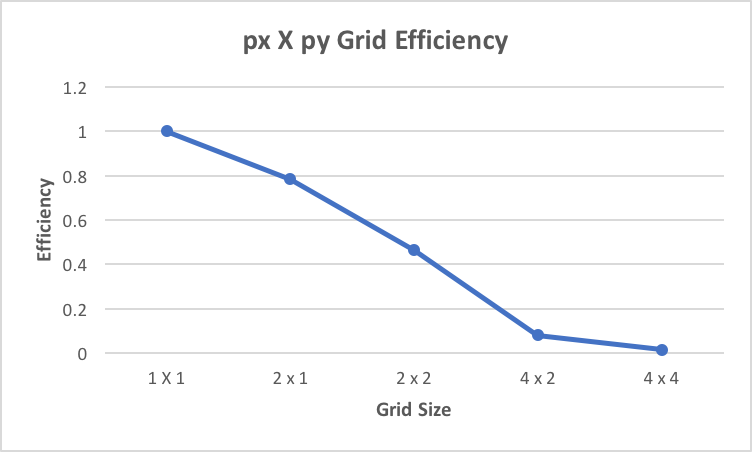 px X py Grid Efficiency
1.2
1
0.8
0.6
0.4
0.2
0
Efficiency
1 X 1 2 x 1 2 x 2 4 x 2 4 x 4
Grid Size